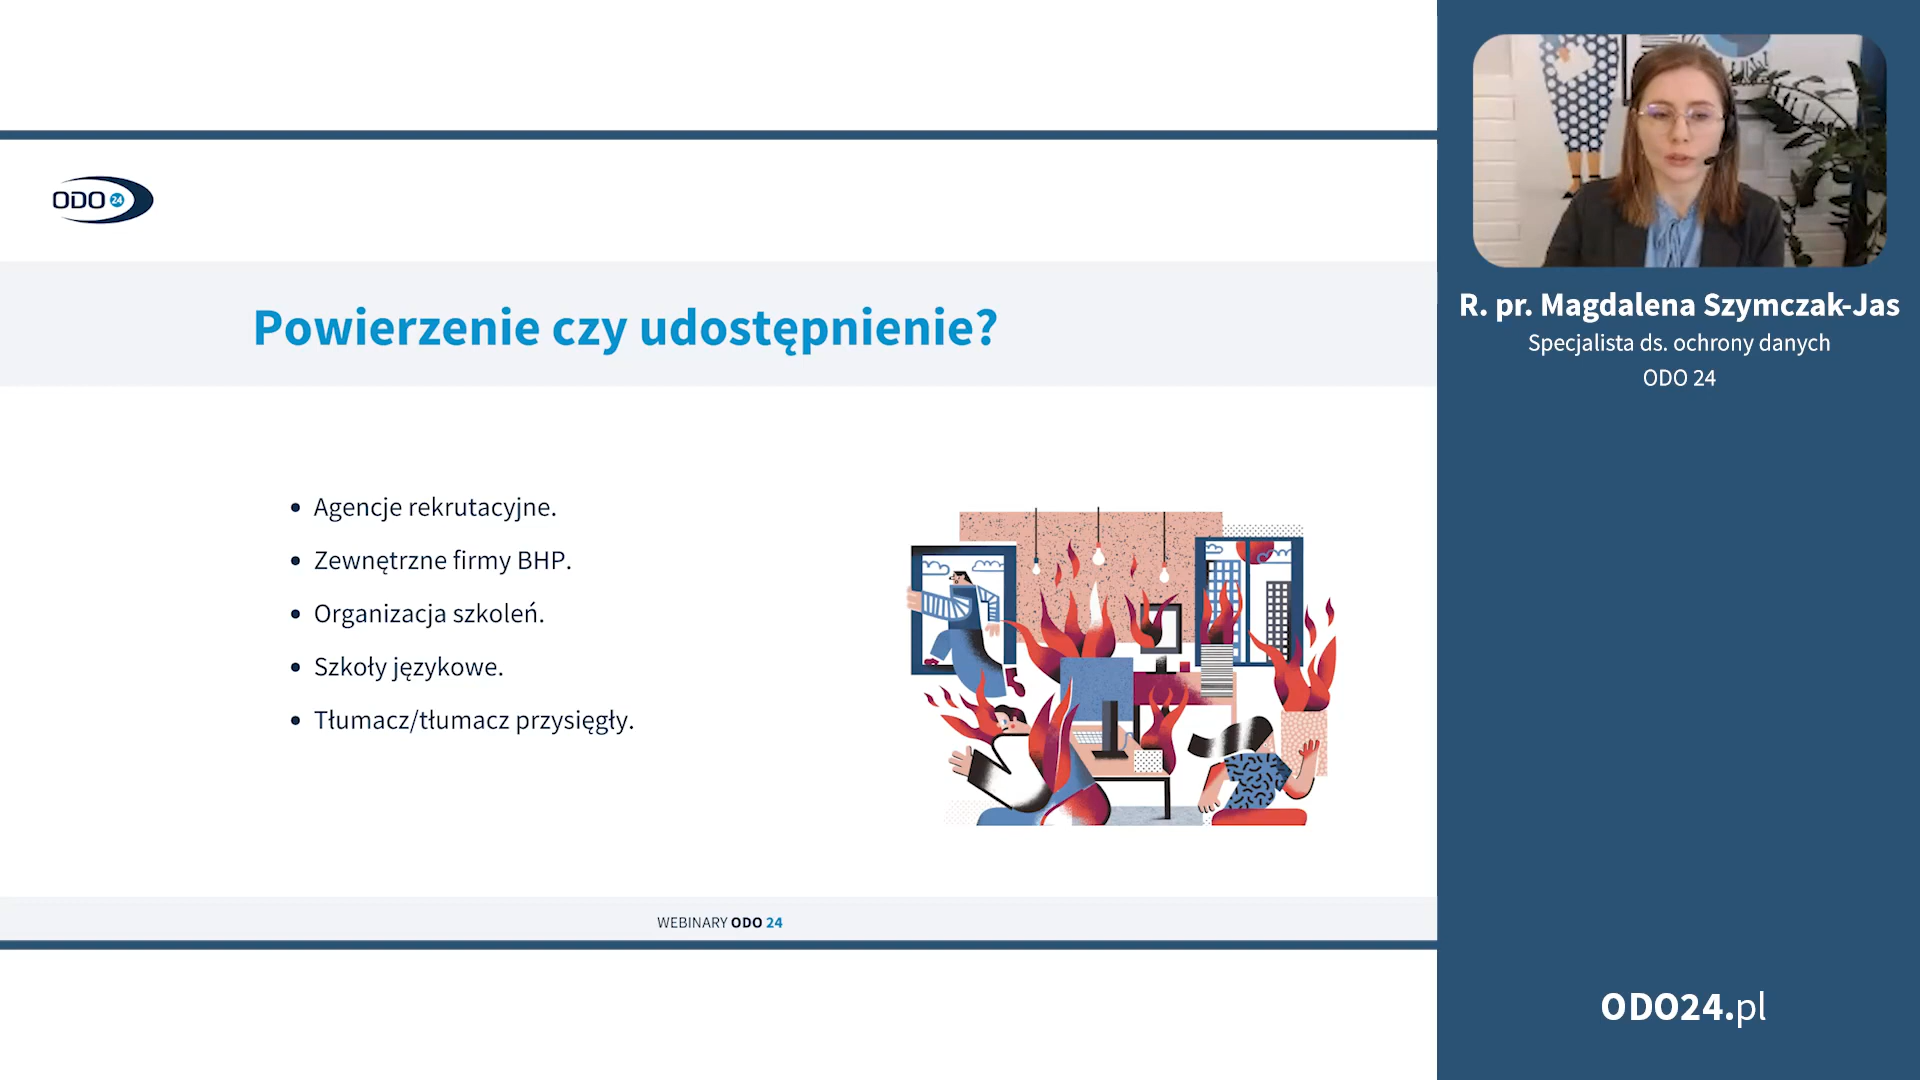 ODO 24
Powierzenie czy udostępnienie?
• Agencje rekrutacyjne.
• Zewnętrzne firmy BHP.
• Organizacja szkoleń.
• Szkoły językowe.
• Tłumacz/tłumacz przysięgły.
WEBINARY ODO 24
R. pr. Magdalena Szymczak-Jas
Specjalista ds. ochrony danych
ODO 24
ODO24.pl